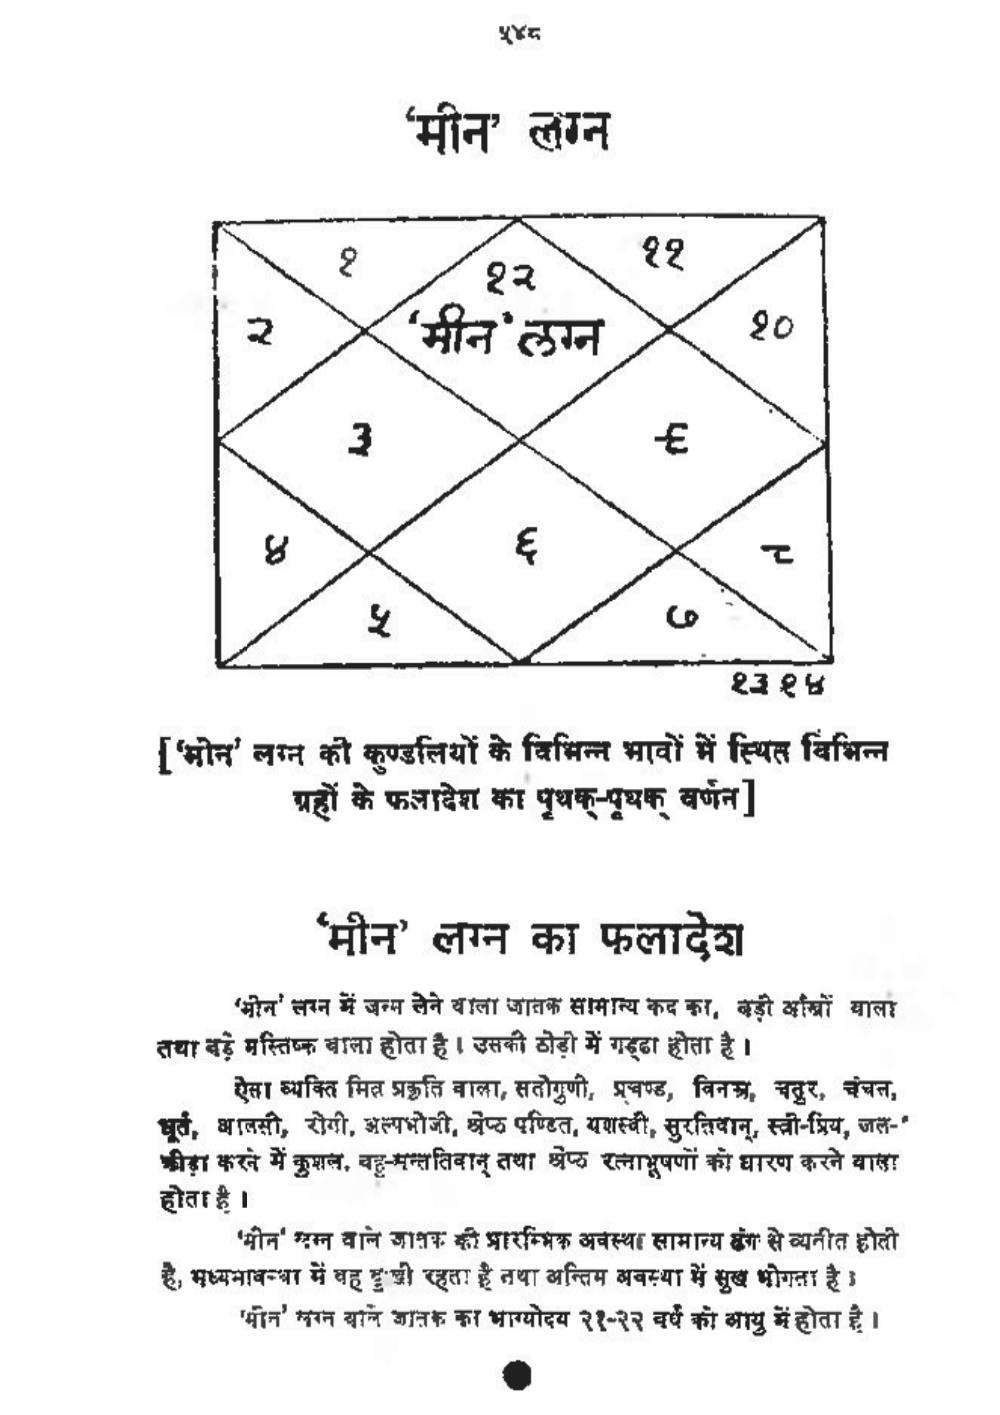 ५४८
‘मीन’ लग्न
१
१२
११
२
‘मीन’ लग्न
१०
३
९
४
६
८
५
७
१३१४
[‘मीन’ लग्न की कुण्डलियों के विभिन्न भावों में स्थित विभिन्न
ग्रहों के फलादेश का पृथक्-पृथक् वर्णन]
‘मीन’ लग्न का फलादेश
‘मीन’ लग्न में जन्म लेने वाला जातक सामान्य कद का, बड़ी आँखों वाला
तथा बड़े मस्तिष्क वाला होता है। उसकी ठोड़ी में गड्ढा होता है।
ऐसा व्यक्ति मित प्रकृति वाला, सतोगुणी, प्रचण्ड, विनम्र, चतुर, चंचल,
धूर्त, आलसी, रोगी, अल्पभोजी, श्रेष्ठ पण्डित, यशस्वी, सुरतिवान्, स्त्री-प्रिय, जल-
क्रीड़ा करने में कुशल, बहु-सन्ततिवान् तथा श्रेष्ठ रत्नाभूषणों को धारण करने वाला
होता है।
‘मीन’ लग्न वाले जातक की प्रारम्भिक अवस्था सामान्य ढंग से व्यतीत होती
है, मध्यमावस्था में वह दुःखी रहता है तथा अन्तिम अवस्था में सुख भोगता है।
‘मीन’ लग्न वाले जातक का भाग्योदय २१-२२ वर्ष की आयु में होता है।